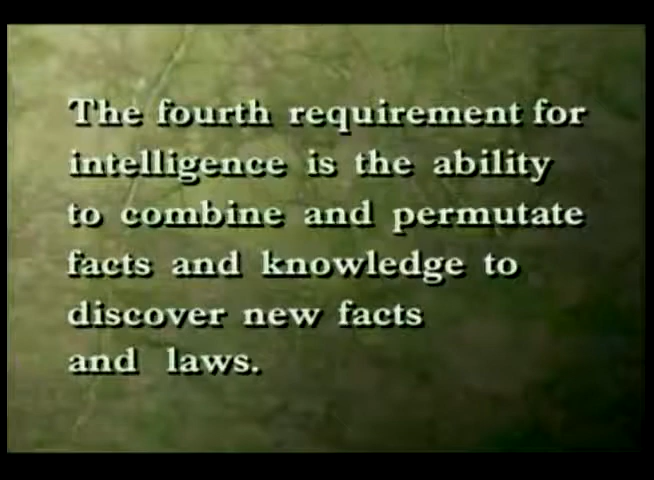 The fourth requirement for
intelligence is the ability
to combine and permutate
facts and knowledge to
discover new facts
and laws.